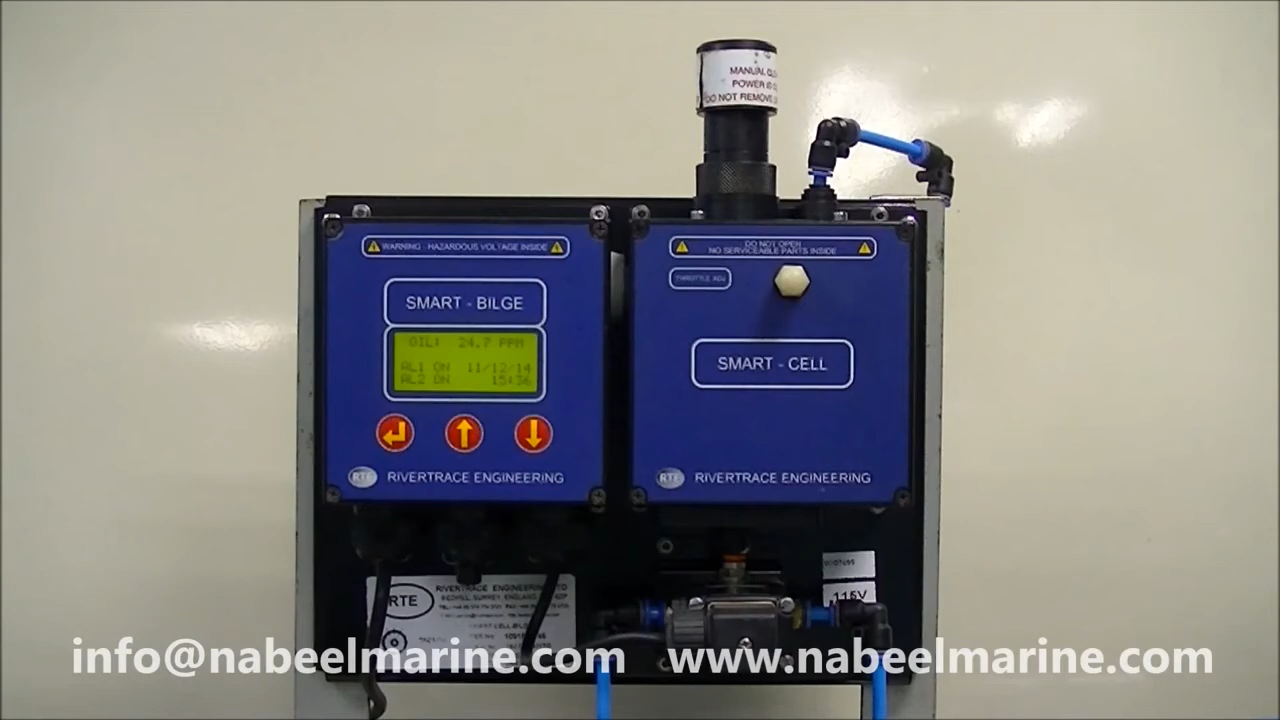 MANUAL
POWER
DO NOT REMOVE
WARNING - HAZARDOUS VOLTAGE INSIDE
DO NOT OPEN
NO SERVICEABLE PARTS INSIDE
THROTTLE ADJ
SMART - BILGE
OIL: 24.7 PPM
AL1 ON 11/12/14
AL2 ON 15:36
SMART - CELL
RTE RIVERTRACE ENGINEERING
RTE RIVERTRACE ENGINEERING
115V
RTE
RIVERTRACE ENGINEERING LTD
REDHILL, SURREY, ENGLAND
info@nabeelmarine.com www.nabeelmarine.com